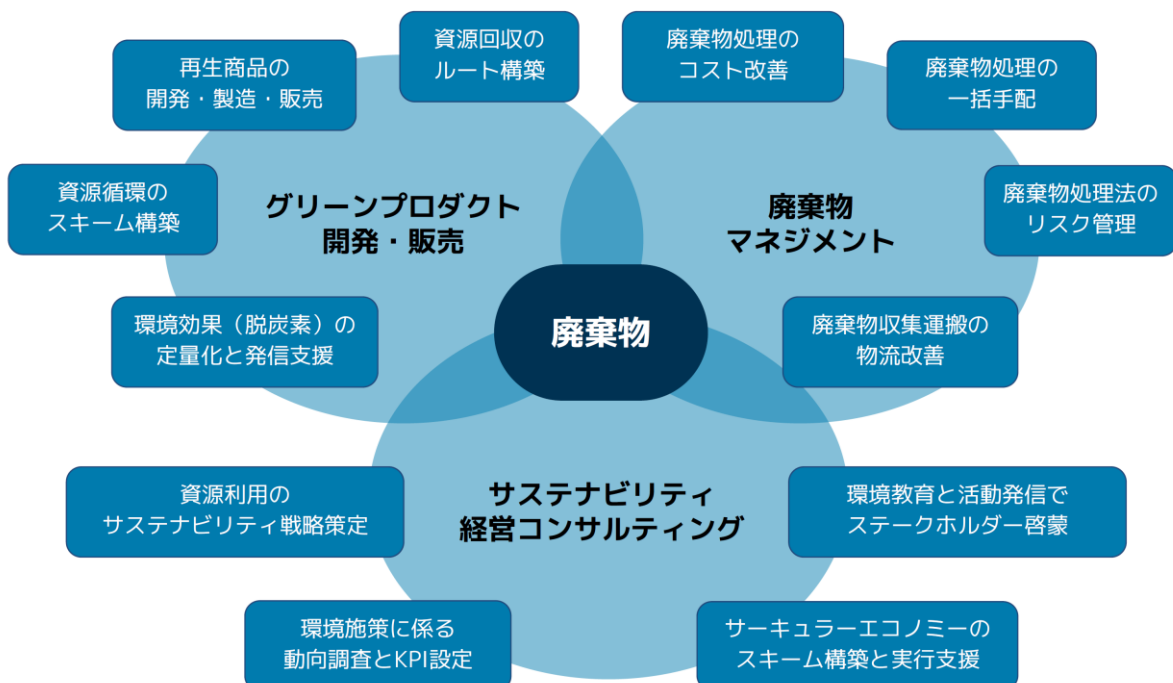 資源回収の
ルート構築
廃棄物処理の
コスト改善
再生商品の
開発・製造・販売
廃棄物処理の
一括手配
資源循環の
スキーム構築
グリーンプロダクト
開発・販売
廃棄物
マネジメント
廃棄物処理法の
リスク管理
環境効果（脱炭素）の
定量化と発信支援
廃棄物
廃棄物収集運搬の
物流改善
資源利用の
サステナビリティ戦略策定
サステナビリティ
経営コンサルティング
環境教育と活動発信で
ステークホルダー啓蒙
環境施策に係る
動向調査とKPI設定
サーキュラーエコノミーの
スキーム構築と実行支援